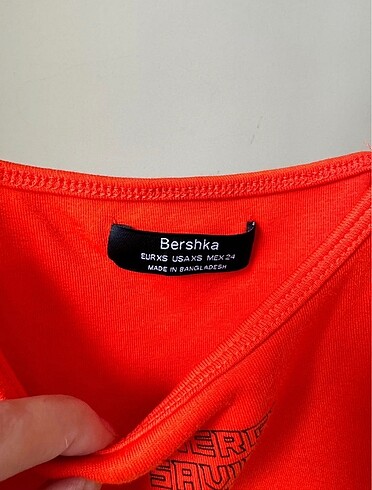 Bershka
EUR XS USA XS MEX 24
MADE IN BANGLADESH